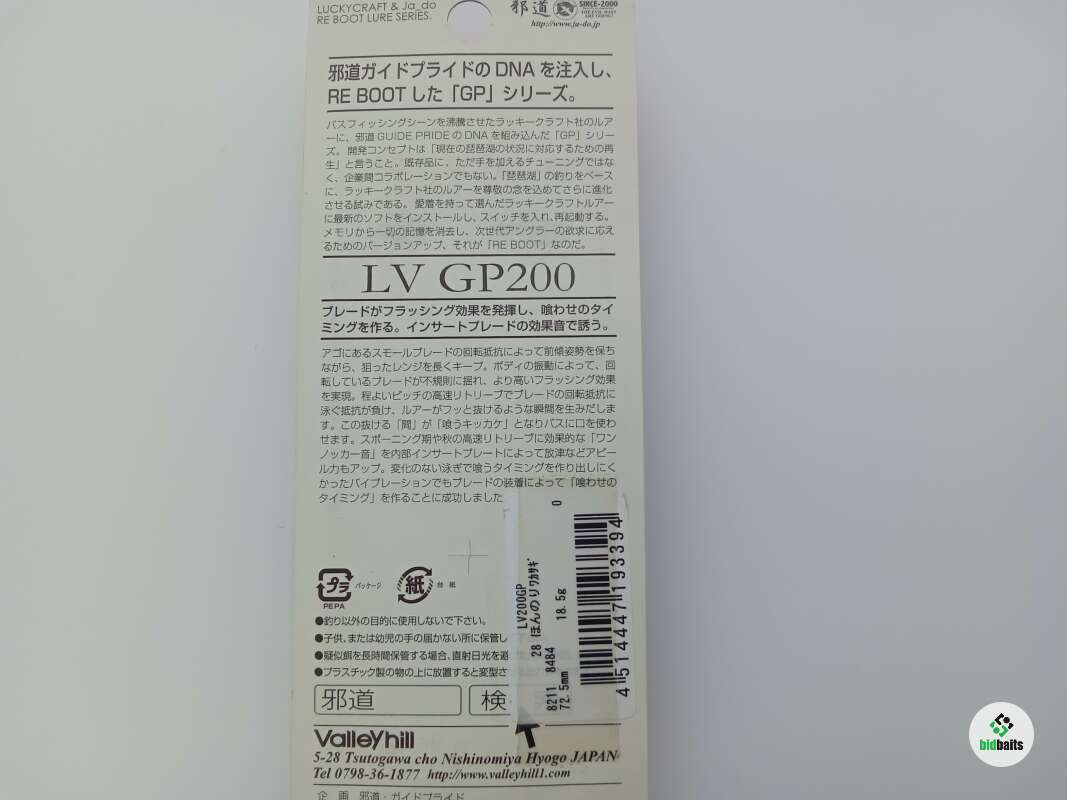 LUCKYCRAFT & Ja_do
RE BOOT LURE SERIES.
邪道
SINCE-2000
http://www.ja-do.jp
邪道ガイドプライドのDNAを注入し、
RE BOOTした「GP」シリーズ。
バスフィッシングシーンを沸騰させたラッキークラフト社のルア
ーに、邪道GUIDE PRIDEのDNAを組み込んだ「GP」シリー
ズ。開発コンセプトは「現在の琵琶湖の状況に対応するための再
生」と言うこと。既存品に、ただ手を加えるチューニングではな
く、企業間コラボレーションでもない。「琵琶湖」の釣りをベース
に、ラッキークラフト社のルアーを尊敬の念を込めてさらに進化
させる試みである。愛着を持って選んだラッキークラフトルアー
に最新のソフトをインストールし、スイッチを入れ、再起動する。
メモリから一切の記憶を消去し、次世代アングラーの欲求に応え
るためのバージョンアップ、それが「RE BOOT」なのだ。
LV GP200
ブレードがフラッシング効果を発揮し、喰わせのタイ
ミングを作る。インサートプレードの効果音で誘う。
アゴにあるスモールブレードの回転抵抗によって前傾姿勢を保ち
ながら、狙ったレンジを長くキープ。ボディの振動によって、回
転しているブレードが不規則に揺れ、より高いフラッシング効果
を実現。程よいピッチの高速リトリーブでブレードの回転抵抗に
泳ぐ抵抗が負け、ルアーがフッと抜けるような瞬間を生みだしま
す。この抜ける「間」が「喰うキッカケ」となりバスに口を使わ
せます。スポーニング期や秋の高速リトリーブに効果的な「ワン
ノッカー音」を内部インサートプレートによって放津などアピー
ル力もアップ。変化のない泳ぎで喰うタイミングを作り出しにく
かったバイブレーションでもブレードの装着によって「喰わせの
タイミング」を作ることに成功しました
プラ
パッケージ
PEPA
紙
台紙
●釣り以外の目的に使用しないで下さい。
●子供、または幼児の手の届かない所に保管し
●疑似餌を長時間保管する場合、直射日光を避
●プラスチック製の物の上に放置すると変型さ
邪道
検
LV200GP
28 ほんのりワカサギ
8211 8484
72.5mm
18.5g
0
4514447193394
Valleyhill
5-28 Tsutogawa cho Nishinomiya Hyogo JAPAN
Tel 0798-36-1877 http://www.valleyhill1.com
企 画 邪道・ガイドプライド
bidbaits